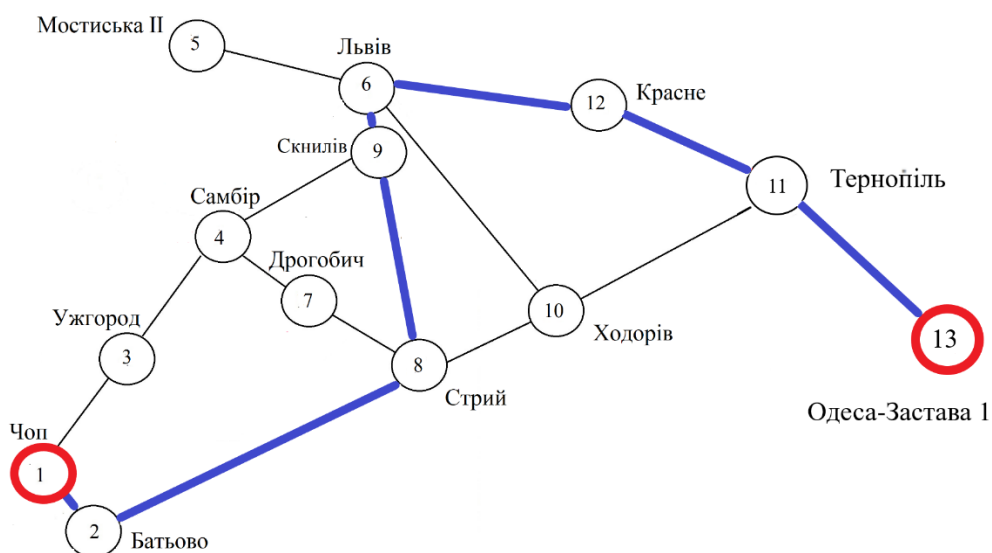 Мостиська II
5
Львів
6
12
Красне
Скнилів
9
11
Тернопіль
Самбір
4
Дрогобич
7
10
Ходорів
Ужгород
3
8
Стрий
13
Одеса-Застава 1
Чоп
1
2
Батьово